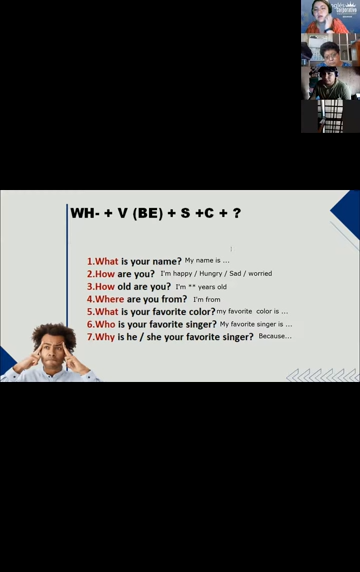 WH- + V (BE) + S +C + ?
1.What is your name? My name is ...
2.How are you? I'm happy / Hungry / Sad / worried
3.How old are you? I'm ** years old
4.Where are you from? I'm from
5.What is your favorite color? my favorite color is ...
6.Who is your favorite singer? My favorite singer is ...
7.Why is he / she your favorite singer? Because...